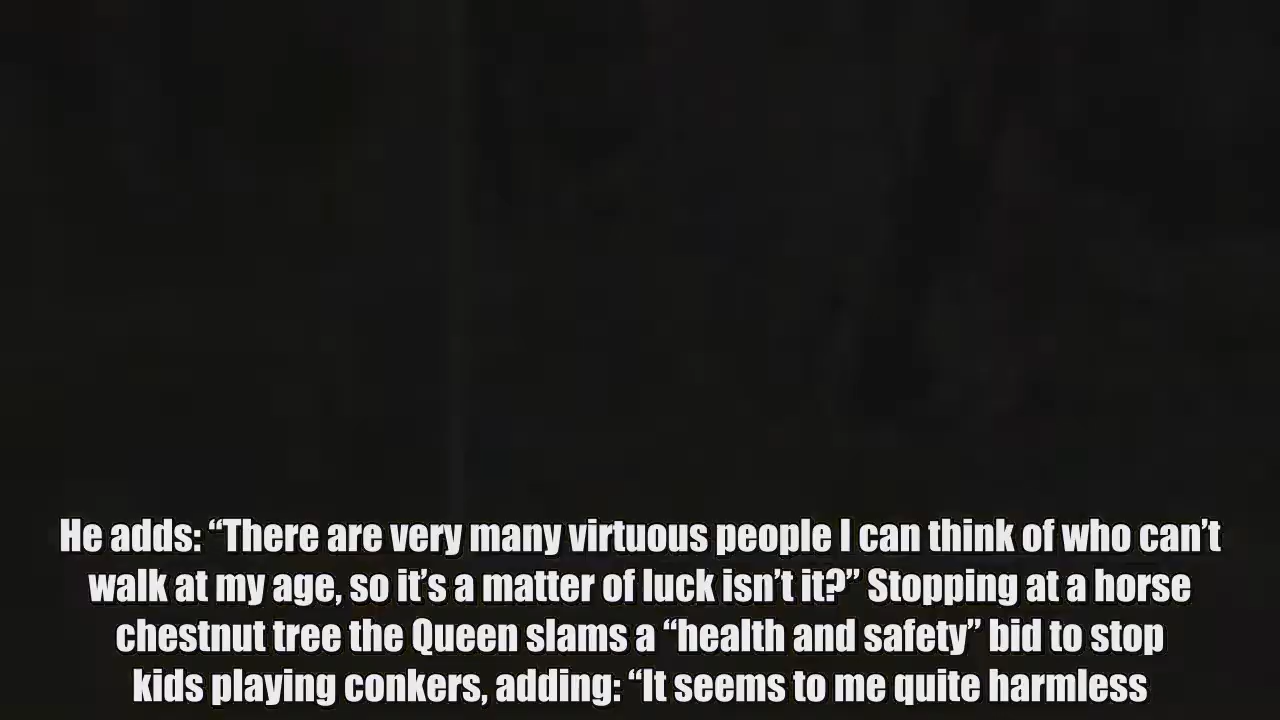 He adds: “There are very many virtuous people I can think of who can’t
walk at my age, so it’s a matter of luck isn’t it?” Stopping at a horse
chestnut tree the Queen slams a “health and safety” bid to stop
kids playing conkers, adding: “It seems to me quite harmless